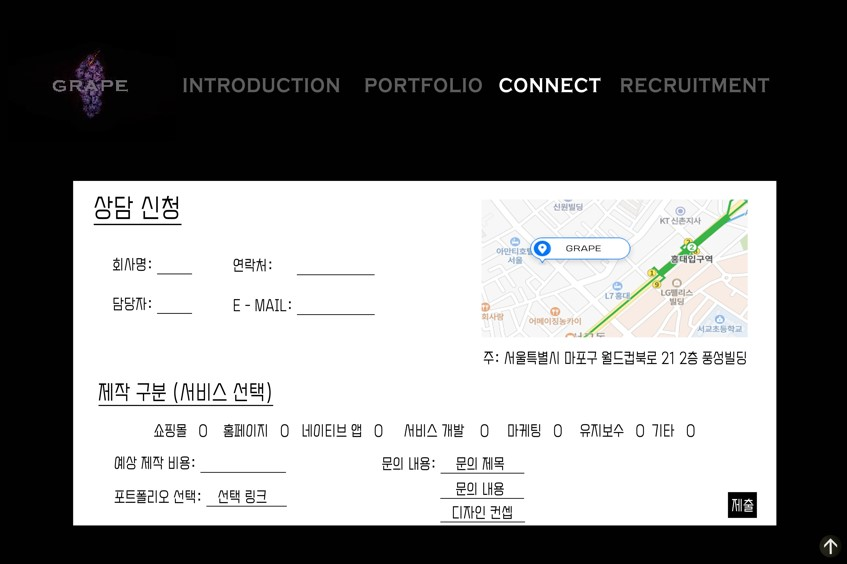 GRAPE
INTRODUCTION PORTFOLIO CONNECT RECRUITMENT
상담 신청
회사명: 연락처:
담당자: E - MAIL:
신원빌딩
KT 신촌지사
아만티호텔
서울
GRAPE
2
홍대입구역
1
9
L7 홍대
LG팰리스
빌딩
어메이징농카이
서교초등학교
주: 서울특별시 마포구 월드컵북로 21 2층 풍성빌딩
제작 구분 (서비스 선택)
쇼핑몰 O 홈페이지 O 네이티브 앱 O 서비스 개발 O 마케팅 O 유지보수 O 기타 O
예상 제작 비용: 문의 내용: 문의 제목
포트폴리오 선택: 선택 링크 문의 내용
디자인 컨셉
제출